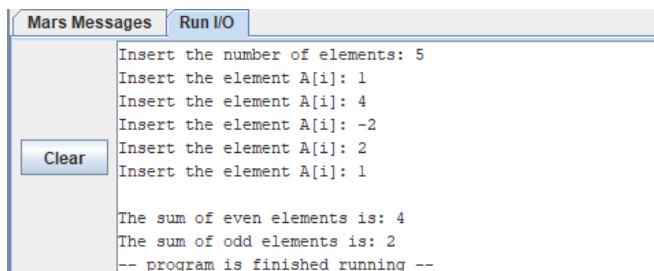 Mars Messages Run I/O
Insert the number of elements: 5
Insert the element A[i]: 1
Insert the element A[i]: 4
Insert the element A[i]: -2
Insert the element A[i]: 2
Insert the element A[i]: 1
Clear
The sum of even elements is: 4
The sum of odd elements is: 2
-- program is finished running --